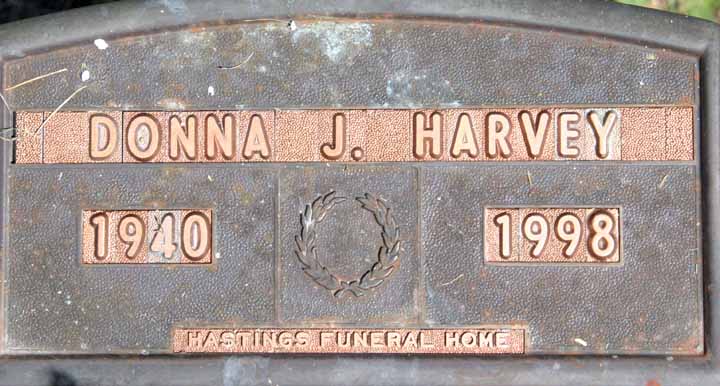 DONNA J. HARVEY
1940 1998
HASTINGS FUNERAL HOME